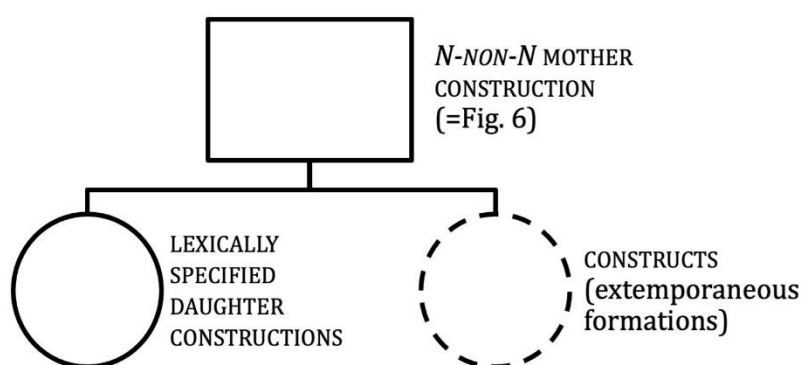 N-NON-N MOTHER
CONSTRUCTION
(=Fig. 6)
LEXICALLY
SPECIFIED
DAUGHTER
CONSTRUCTIONS
CONSTRUCTS
(extemporaneous
formations)